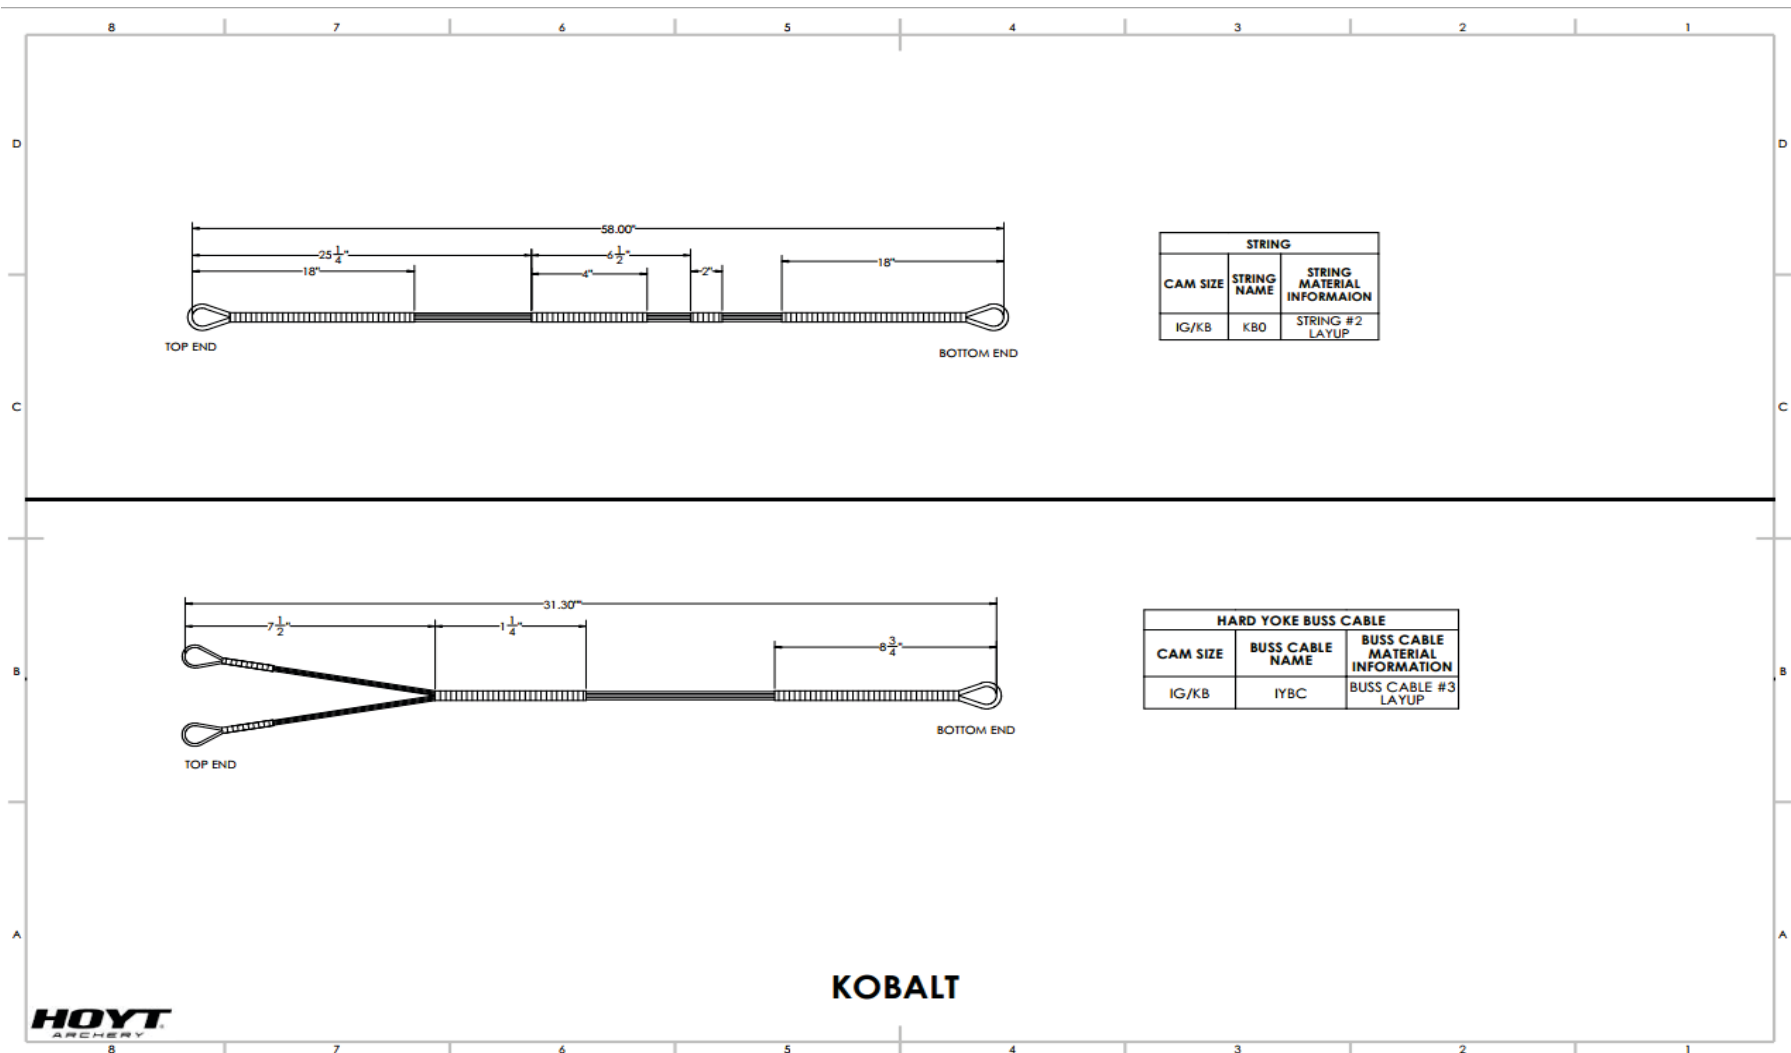 8 7 6 5 4 3 2 1
D D
58.00"
25 1/4" 6 1/2"
18" 4" 2" 18"
TOP END
BOTTOM END
STRING
CAM SIZE STRING NAME STRING MATERIAL INFORMAION
IG/KB KB0 STRING #2 LAYUP
C C
31.30""
7 1/2" 1 1/4"
8 3/4"
B B
TOP END
BOTTOM END
HARD YOKE BUSS CABLE
CAM SIZE BUSS CABLE NAME BUSS CABLE MATERIAL INFORMATION
IG/KB IYBC BUSS CABLE #3 LAYUP
A A
KOBALT
HOYT.
ARCHERY
8 7 6 5 4 3 2 1